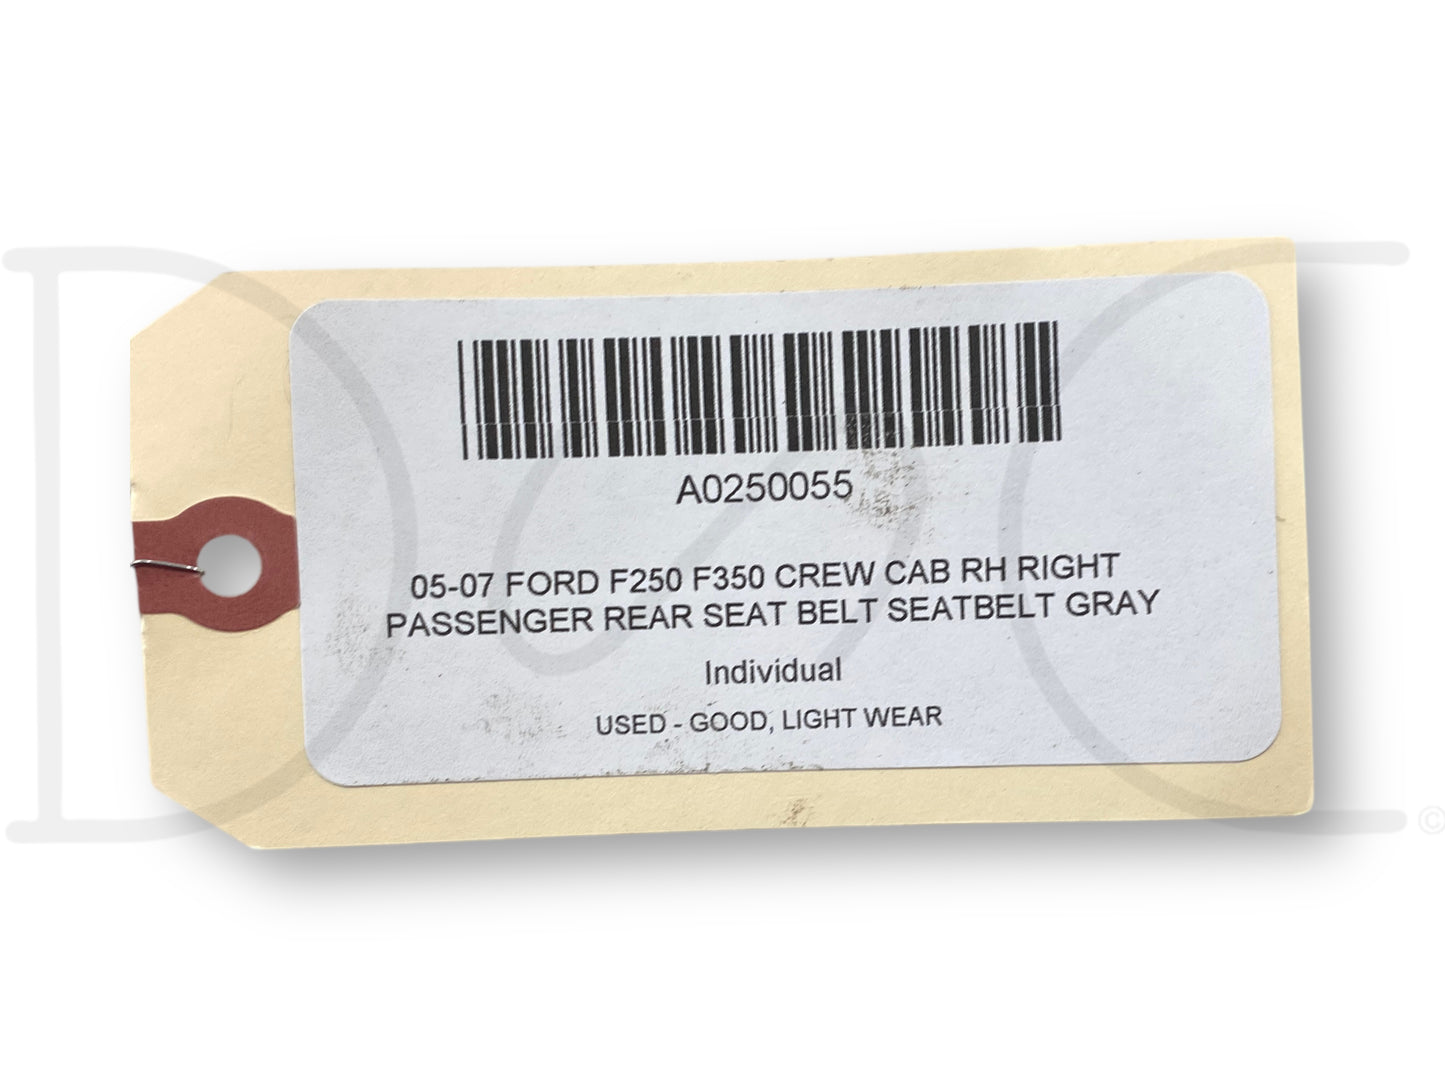 A0250055
05-07 FORD F250 F350 CREW CAB RH RIGHT
PASSENGER REAR SEAT BELT SEATBELT GRAY
Individual
USED - GOOD, LIGHT WEAR
©